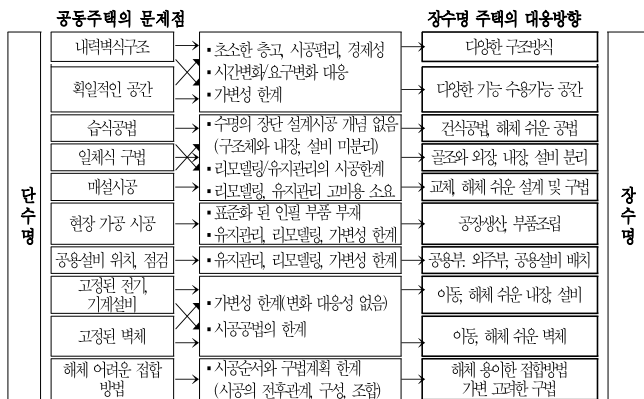 공동주택의 문제점
장수명 주택의 대응방향
단수명
내력벽식구조
획일적인 공간
▪ 초소한 층고, 시공편리, 경제성
▪ 시간변화/요구변화 대응
▪ 가변성 한계
다양한 구조방식
다양한 기능 수용가능 공간
습식공법
일체식 구법
매설시공
▪ 수명의 장단 설계시공 개념 없음
(구조체와 내장, 설비 미분리)
▪ 리모델링/유지관리의 시공한계
▪ 리모델링, 유지관리 고비용 소요
건식공법, 해체 쉬운 공법
골조와 외장, 내장, 설비 분리
교체, 해체 쉬운 설계 및 구법
현장 가공 시공
▪ 표준화 된 인필 부품 부재
▪ 유지관리, 리모델링, 가변성 한계
공장생산, 부품조립
공용설비 위치, 점검
▪ 유지관리, 리모델링, 가변성 한계
공용부. 외주부, 공용설비 배치
고정된 전기,
기계설비
고정된 벽체
▪ 가변성 한계(변화 대응성 없음)
▪ 시공공법의 한계
이동, 해체 쉬운 내장, 설비
이동, 해체 쉬운 벽체
해체 어려운 접합
방법
▪ 시공순서와 구법계획 한계
(시공의 전후관계, 구성, 조합)
해체 용이한 접합방법
가변 고려한 구법
장수명